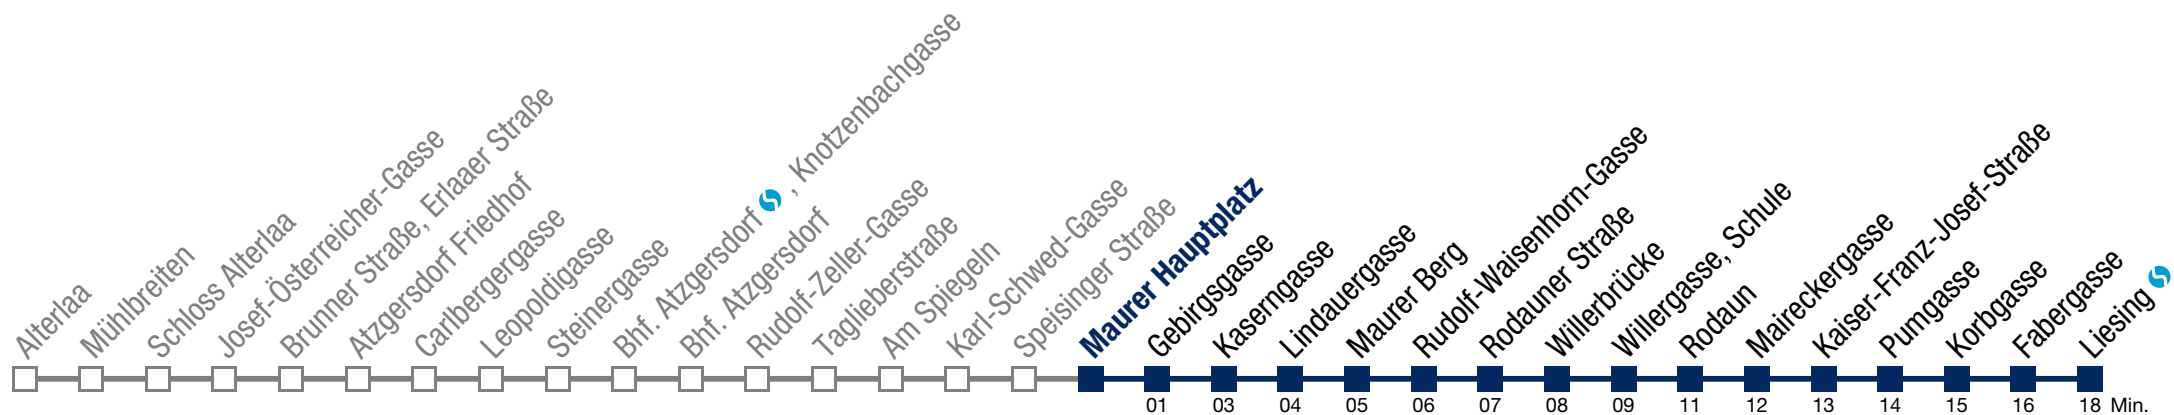 Alterlaa
Mühlbreiten
Schloss Alterlaa
Josef-Österreicher-Gasse
Brunner Straße, Erlaaer Straße
Atzgersdorf Friedhof
Carlbergergasse
Leopoldigasse
Steinergasse
Bhf. Atzgersdorf , Knotzenbachgasse
Bhf. Atzgersdorf
Rudolf-Zeller-Gasse
Taglieberstraße
Am Spiegeln
Karl-Schwed-Gasse
Speisinger Straße
Maurer Hauptplatz
Gebirgsgasse
Kaserngasse
Lindauergasse
Maurer Berg
Rudolf-Waisenhorn-Gasse
Rodauner Straße
Willerbrücke
Willergasse, Schule
Rodaun
Maireckergasse
Kaiser-Franz-Josef-Straße
Pumgasse
Korbgasse
Fabergasse
Liesing
01 03 04 05 06 07 08 09 11 12 13 14 15 16 18 Min.